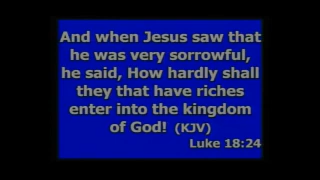 And when Jesus saw that
he was very sorrowful,
he said, How hardly shall
they that have riches
enter into the kingdom
of God! (KJV)
Luke 18:24